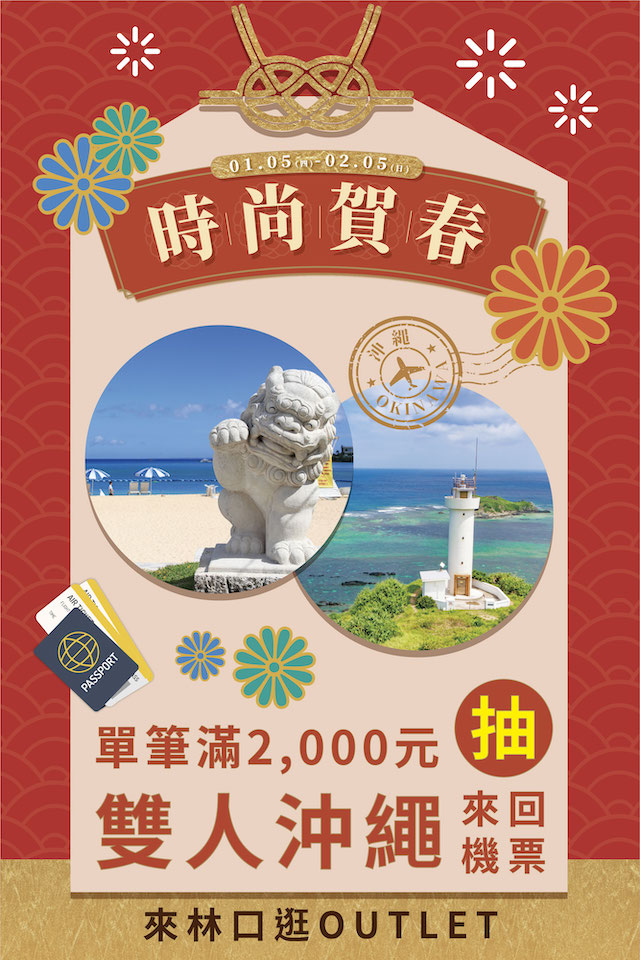 01.05(四)-02.05(日)
時尚賀春
沖繩
OKINAWA
AIR TICKET
PASSPORT
單筆滿2,000元
抽
雙人沖繩
來回
機票
來林口逛OUTLET